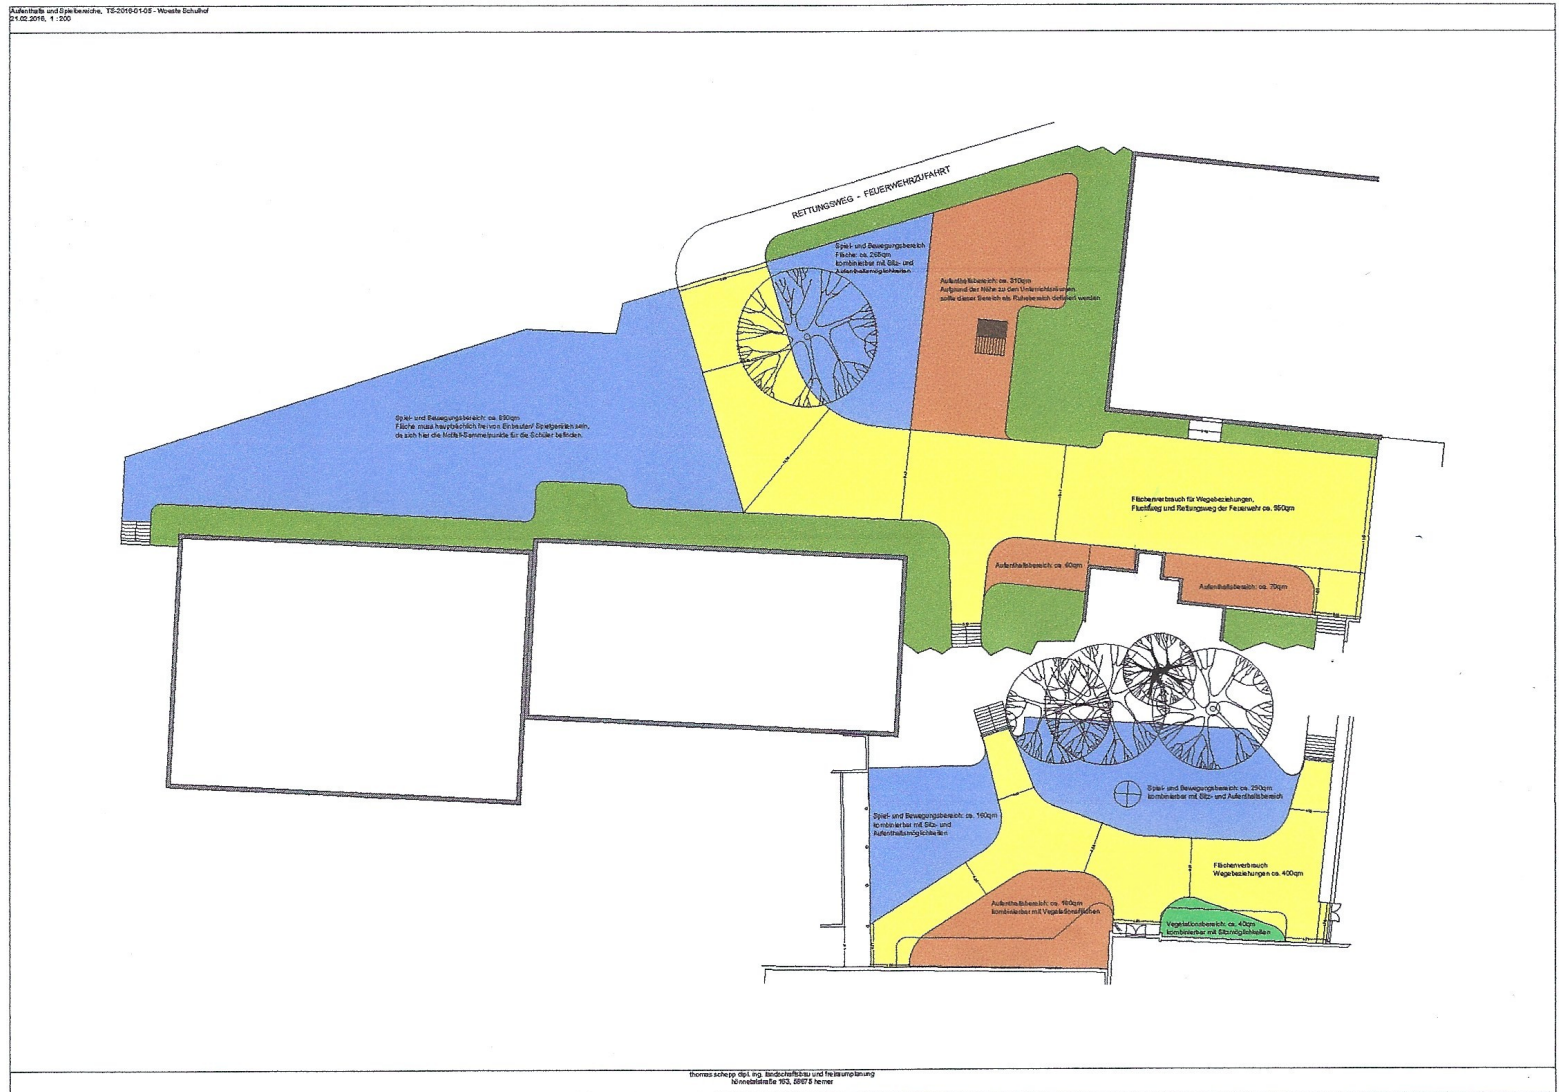 Aufenthalts und Spielbereiche, TS-2016-01-05 - Woeste Schulhof
21.02.2016, 1 : 200
RETTUNGSWEG - FEUERWEHRZUFAHRT
Spiel- und Bewegungsbereich
Fläche: ca. 265qm
kombinierbar mit Sitz- und
Aufenthaltsmöglichkeiten
Aufenthaltsbereich: ca. 310qm
Aufgrund der Nähe zu den Unterrichtsräumen
sollte dieser Bereich als Ruhebereich definiert werden
Spiel- und Bewegungsbereich: ca. 890qm
Fläche muss hauptsächlich frei von Einbauten/ Spielgeräten sein,
da sich hier die Notfall-Sammelpunkte für die Schüler befinden.
Flächenverbrauch für Wegebeziehungen,
Fluchtweg und Rettungsweg der Feuerwehr ca. 950qm
Aufenthaltsbereich: ca. 60qm
Aufenthaltsbereich: ca. 70qm
Spiel- und Bewegungsbereich: ca. 290qm
kombinierbar mit Sitz- und Aufenthaltsbereich
Spiel- und Bewegungsbereich: ca. 160qm
kombinierbar mit Sitz- und
Aufenthaltsmöglichkeiten
Flächenverbrauch
Wegebeziehungen ca. 400qm
Aufenthaltsbereich: ca. 160qm
kombinierbar mit Vegetationsflächen
Vegetationsbereich: ca. 40qm
kombinierbar mit Sitzmöglichkeiten
thomas schepp dipl. ing. landschaftsbau und freiraumplanung
hönnetalstraße 163, 58675 hemer